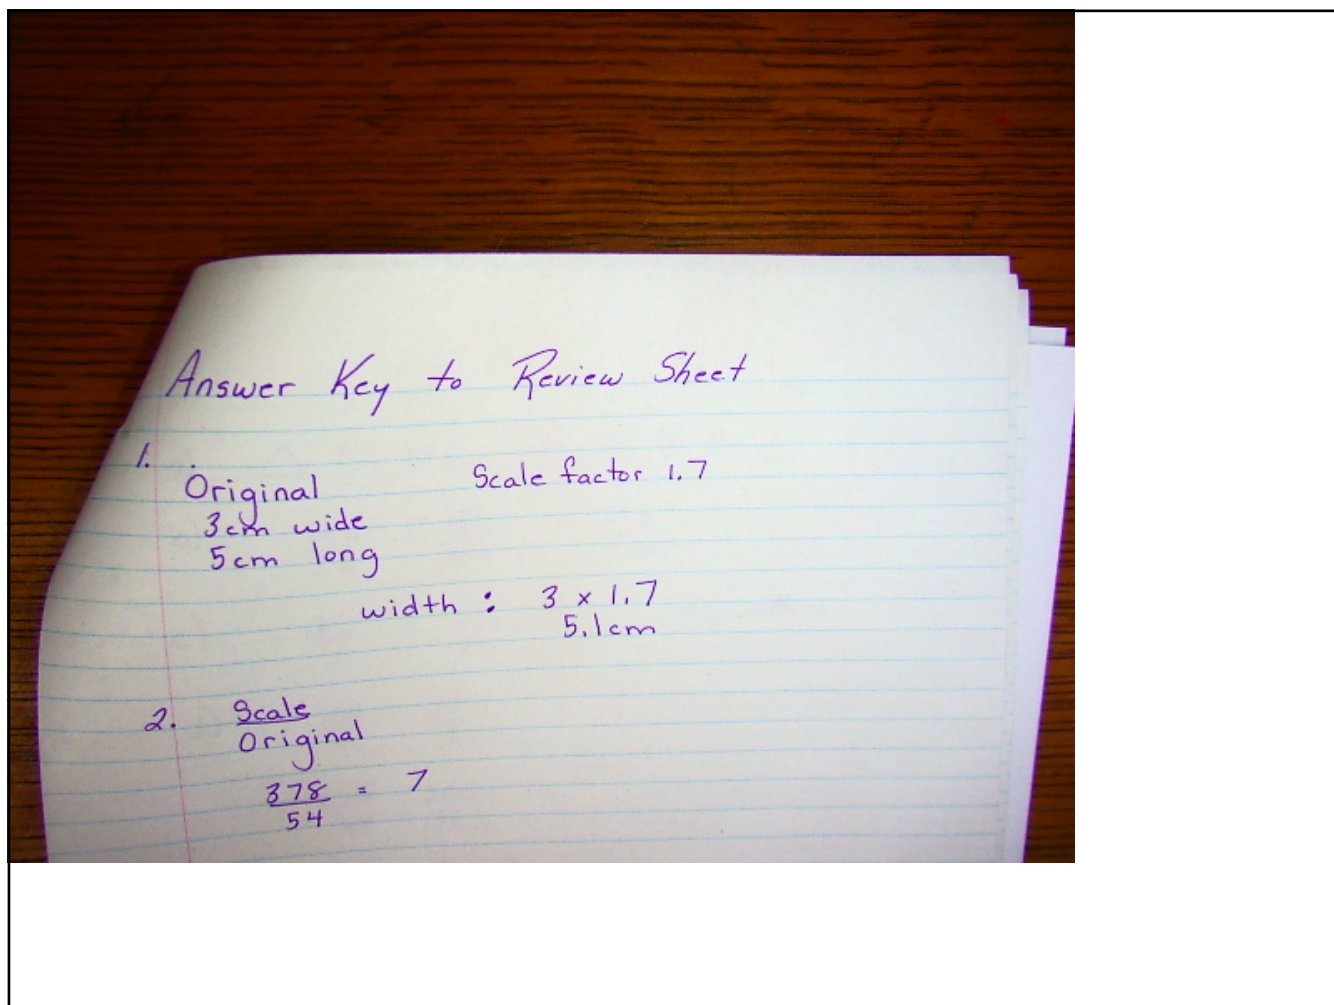 Answer Key to Review Sheet
1.
Original Scale factor 1.7
3cm wide
5cm long
width : 3 x 1.7
5.1cm
2. Scale
Original
378 = 7
54